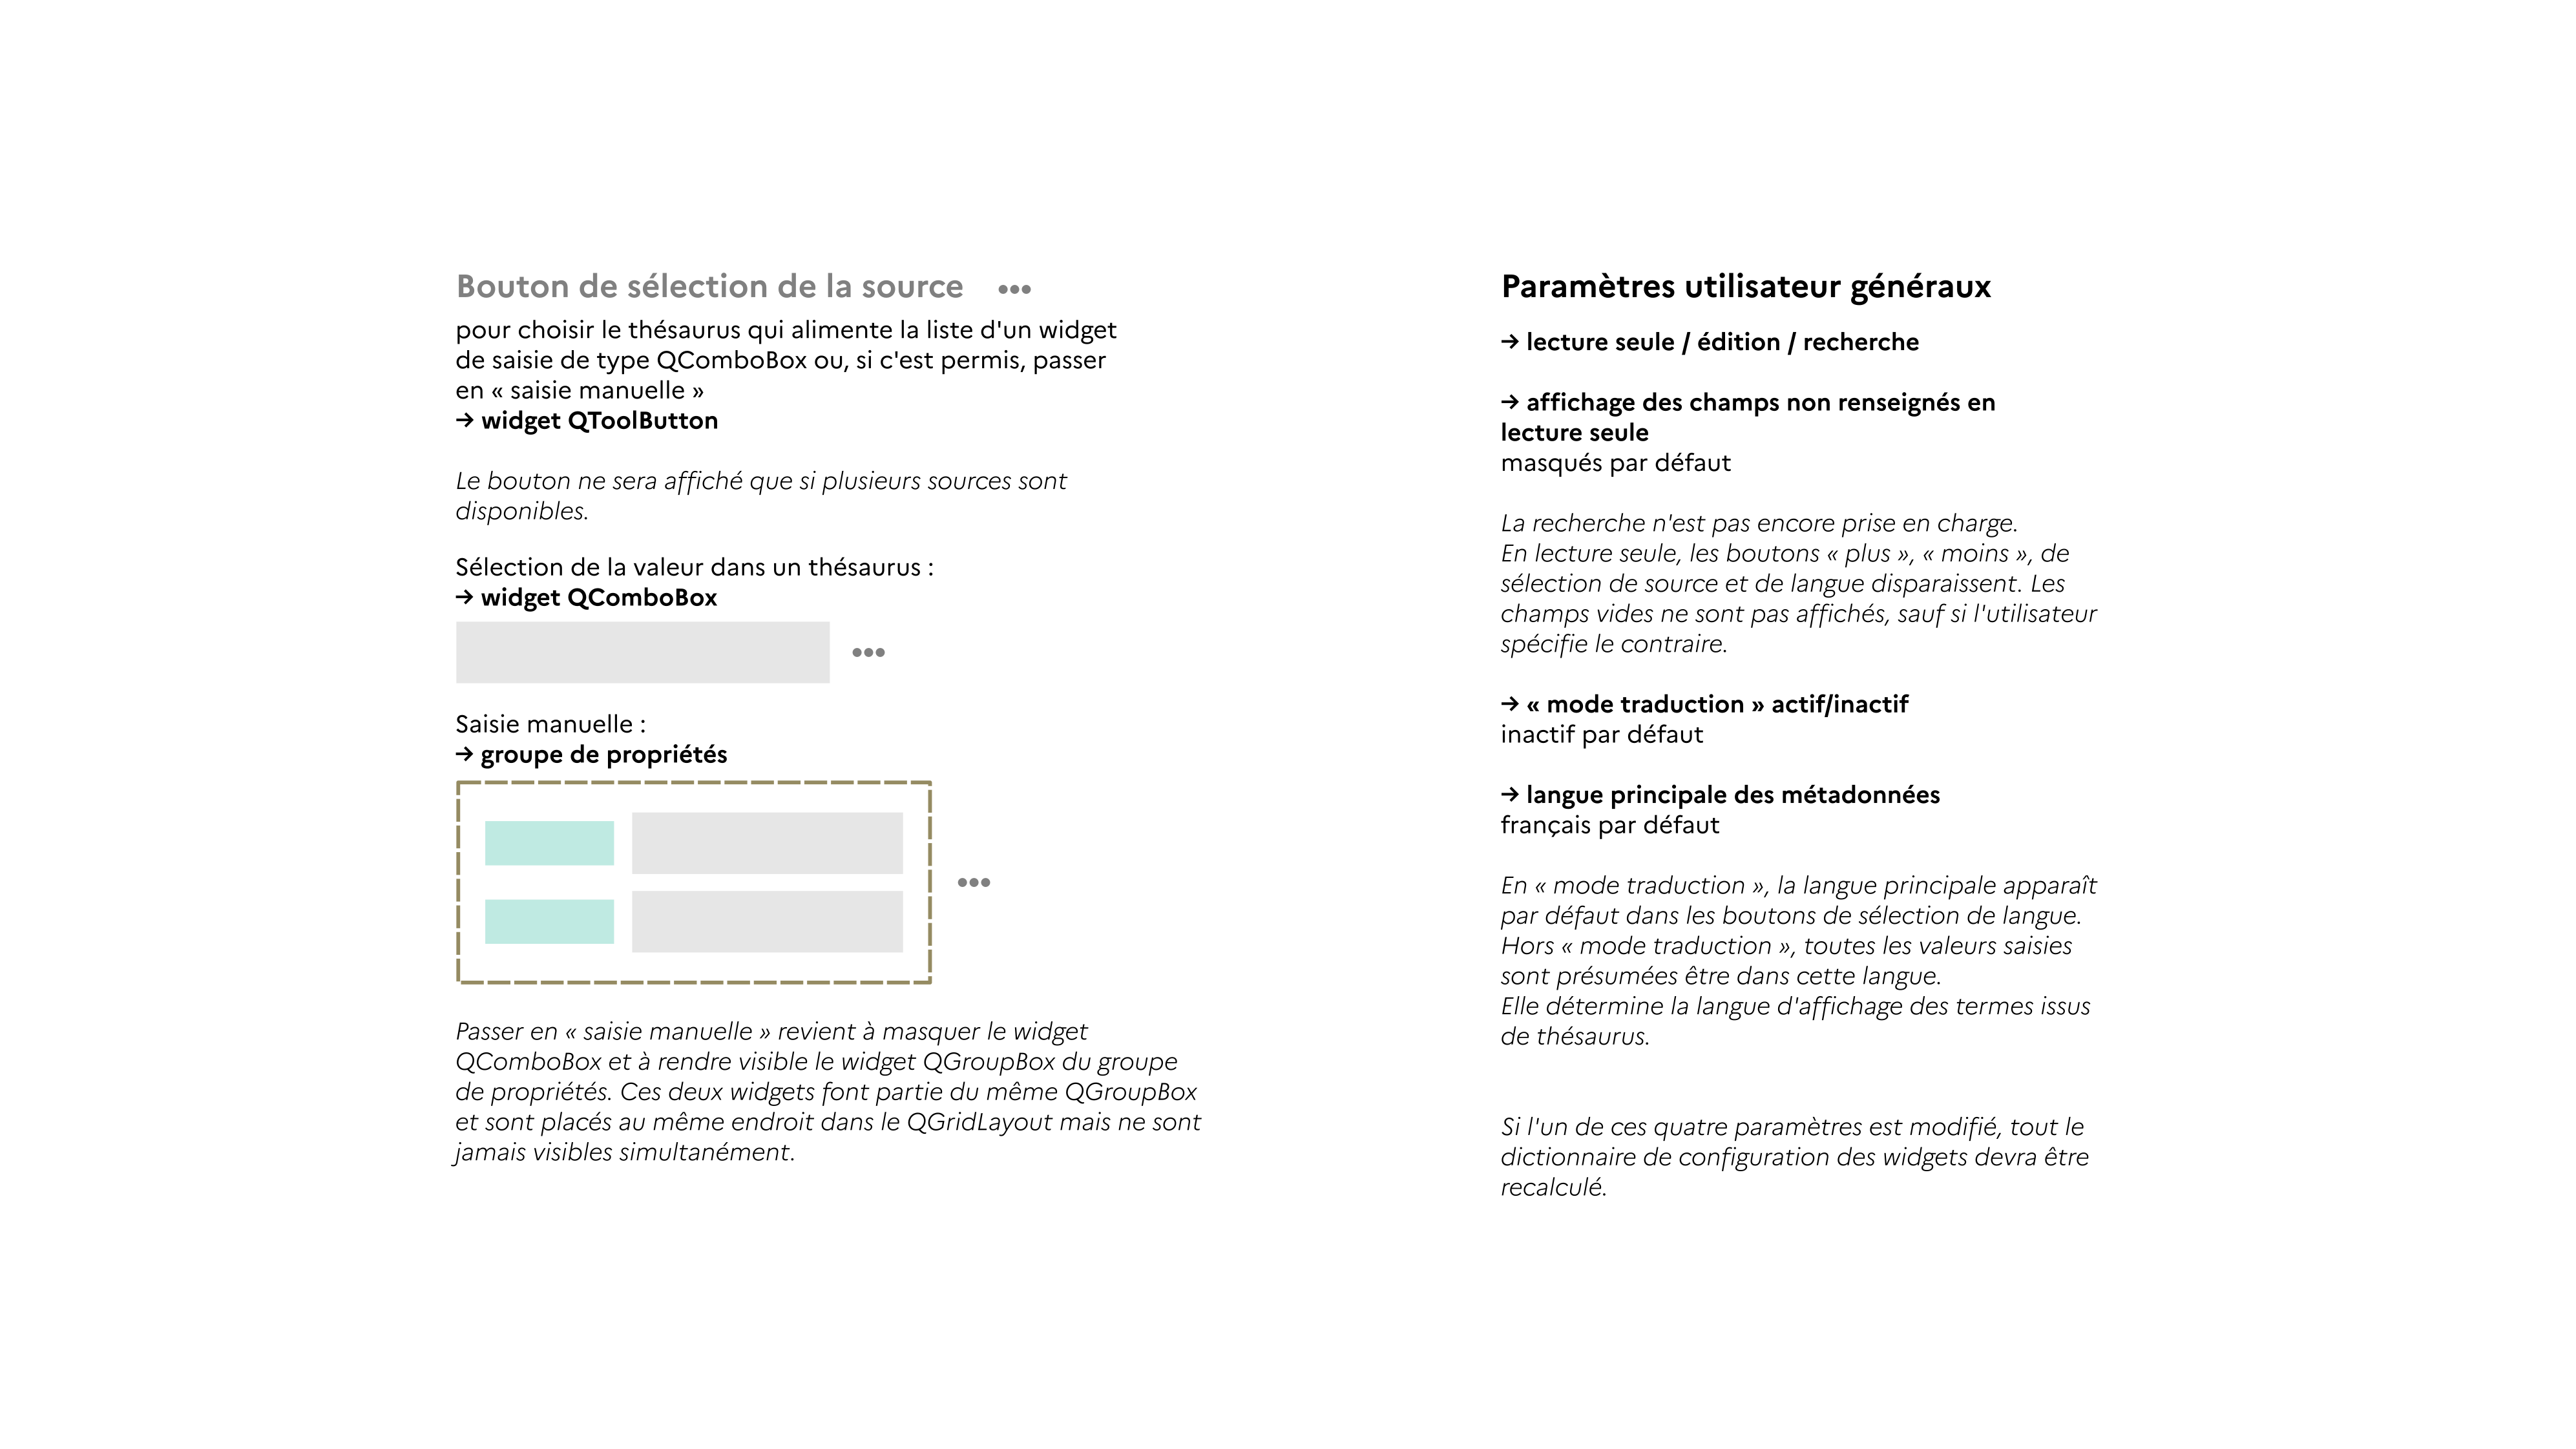 Bouton de sélection de la source
pour choisir le thésaurus qui alimente la liste d'un widget
de saisie de type QComboBox ou, si c'est permis, passer
en « saisie manuelle »
→ widget QToolButton
Le bouton ne sera affiché que si plusieurs sources sont
disponibles.
Sélection de la valeur dans un thésaurus :
→ widget QComboBox
Saisie manuelle :
→ groupe de propriétés
Passer en « saisie manuelle » revient à masquer le widget
QComboBox et à rendre visible le widget QGroupBox du groupe
de propriétés. Ces deux widgets font partie du même QGroupBox
et sont placés au même endroit dans le QGridLayout mais ne sont
jamais visibles simultanément.
Paramètres utilisateur généraux
→ lecture seule / édition / recherche
→ affichage des champs non renseignés en
lecture seule
masqués par défaut
La recherche n'est pas encore prise en charge.
En lecture seule, les boutons « plus », « moins », de
sélection de source et de langue disparaissent. Les
champs vides ne sont pas affichés, sauf si l'utilisateur
spécifie le contraire.
→ « mode traduction » actif/inactif
inactif par défaut
→ langue principale des métadonnées
français par défaut
En « mode traduction », la langue principale apparaît
par défaut dans les boutons de sélection de langue.
Hors « mode traduction », toutes les valeurs saisies
sont présumées être dans cette langue.
Elle détermine la langue d'affichage des termes issus
de thésaurus.
Si l'un de ces quatre paramètres est modifié, tout le
dictionnaire de configuration des widgets devra être
recalculé.